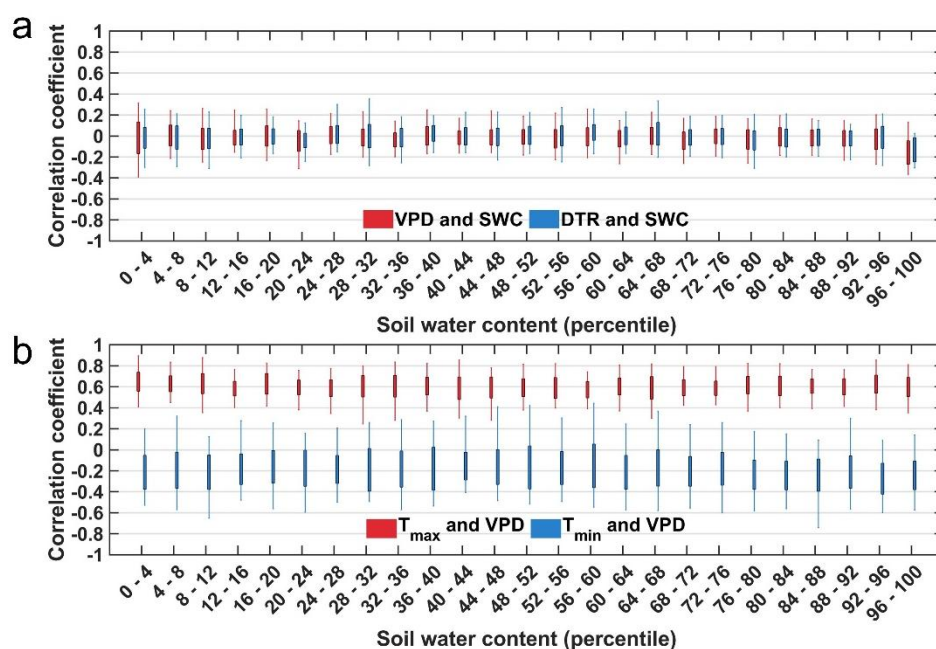 a
Correlation coefficient
1
0.8
0.6
0.4
0.2
0
-0.2
-0.4
-0.6
-0.8
-1
VPD and SWC DTR and SWC
0 - 4 4 - 8 8 - 12 12 - 16 16 - 20 20 - 24 24 - 28 28 - 32 32 - 36 36 - 40 40 - 44 44 - 48 48 - 52 52 - 56 56 - 60 60 - 64 64 - 68 68 - 72 72 - 76 76 - 80 80 - 84 84 - 88 88 - 92 92 - 96 96 - 100
Soil water content (percentile)
b
Correlation coefficient
1
0.8
0.6
0.4
0.2
0
-0.2
-0.4
-0.6
-0.8
-1
Tmax and VPD Tmin and VPD
0 - 4 4 - 8 8 - 12 12 - 16 16 - 20 20 - 24 24 - 28 28 - 32 32 - 36 36 - 40 40 - 44 44 - 48 48 - 52 52 - 56 56 - 60 60 - 64 64 - 68 68 - 72 72 - 76 76 - 80 80 - 84 84 - 88 88 - 92 92 - 96 96 - 100
Soil water content (percentile)